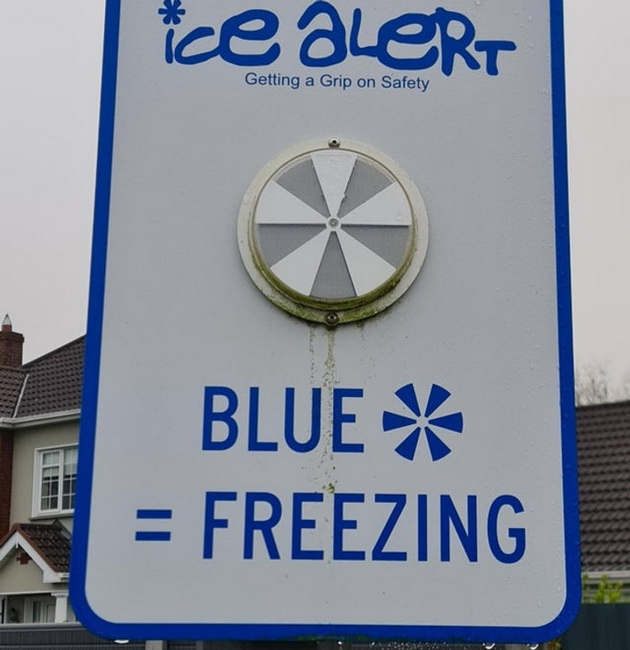 ice alert
Getting a Grip on Safety
BLUE
= FREEZING